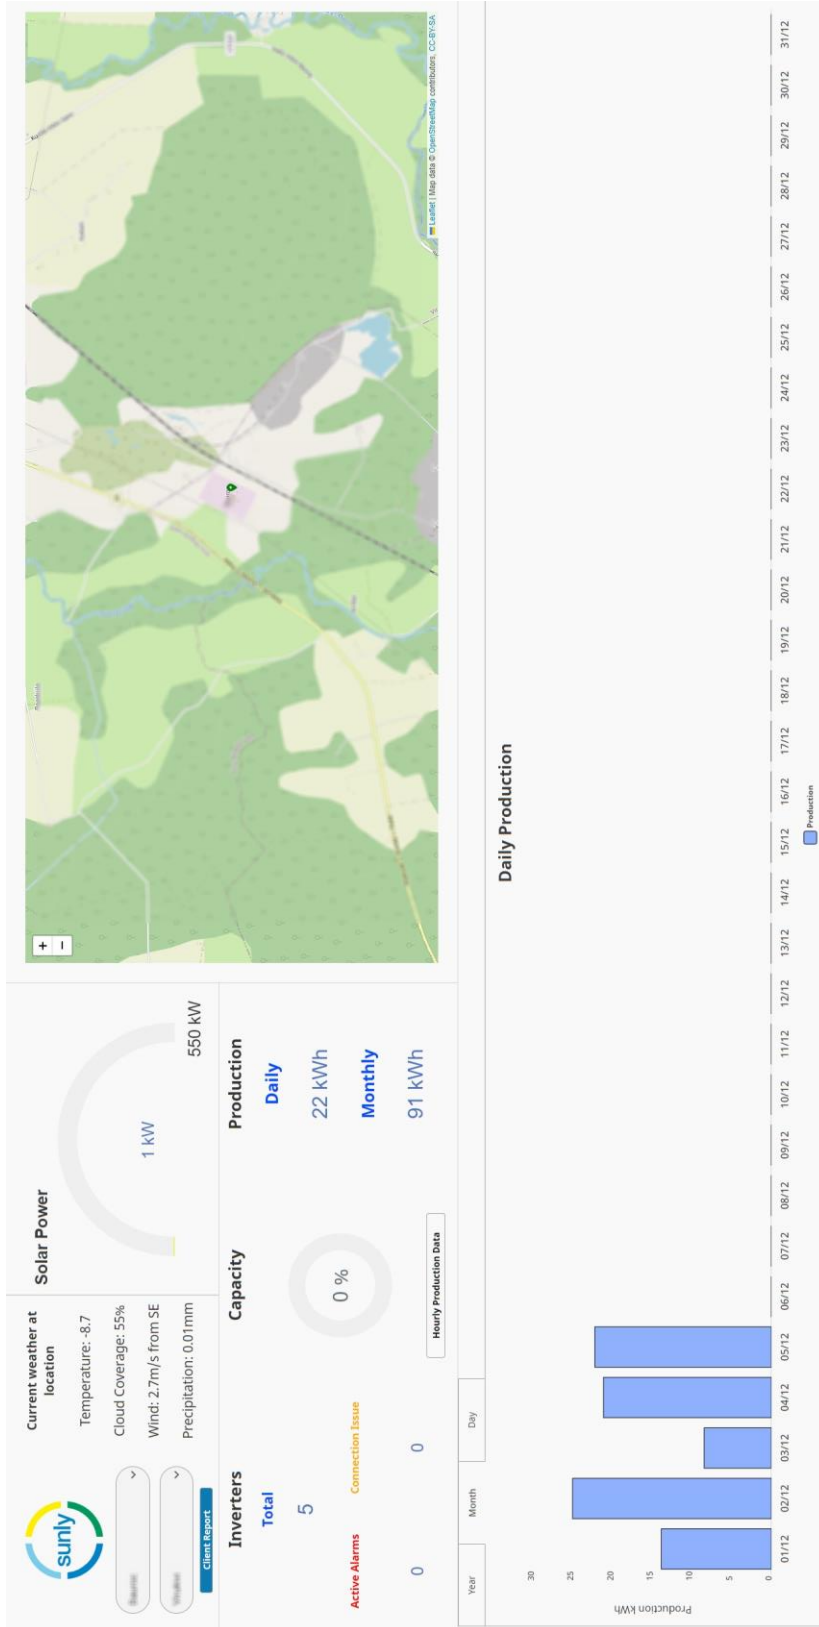 sunly
Client Report
Current weather at
location
Temperature: -8.7
Cloud Coverage: 55%
Wind: 2.7m/s from SE
Precipitation: 0.01mm
Solar Power
1 kW
550 kW
+
−
Leaflet | Map data © OpenStreetMap contributors, CC-BY-SA
Inverters
Total
5
Active Alarms
Connection Issue
0
0
Capacity
0 %
Hourly Production Data
Production
Daily
22 kWh
Monthly
91 kWh
Year
Month
Day
Daily Production
Production kWh
30
25
20
15
10
5
0
01/12
02/12
03/12
04/12
05/12
06/12
07/12
08/12
09/12
10/12
11/12
12/12
13/12
14/12
15/12
16/12
17/12
18/12
19/12
20/12
21/12
22/12
23/12
24/12
25/12
26/12
27/12
28/12
29/12
30/12
31/12
Production